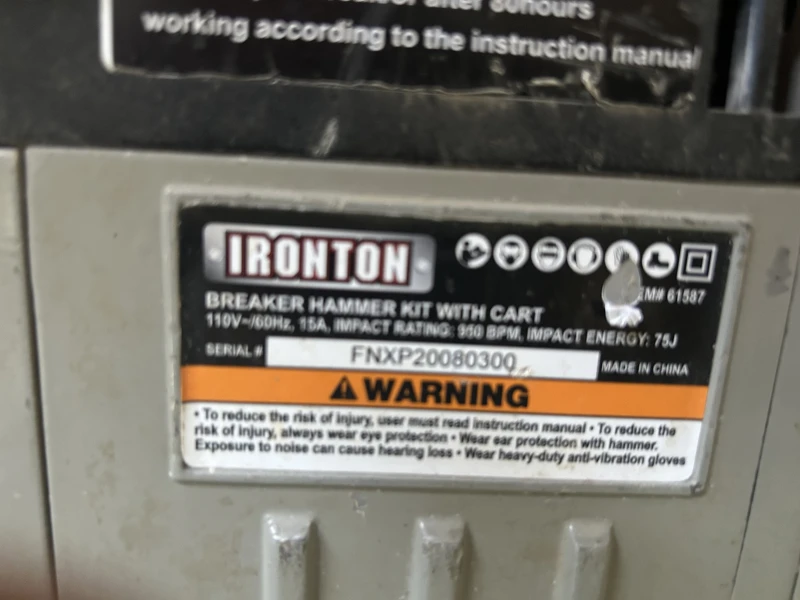 after 30hours
working according to the instruction manual
IRONTON
EM# 61587
BREAKER HAMMER KIT WITH CART
110V~/60Hz, 15A, IMPACT RATING: 950 BPM, IMPACT ENERGY: 75J
SERIAL # FNXP20080300 MADE IN CHINA
WARNING
• To reduce the risk of injury, user must read instruction manual • To reduce the
risk of injury, always wear eye protection • Wear ear protection with hammer.
Exposure to noise can cause hearing loss • Wear heavy-duty anti-vibration gloves